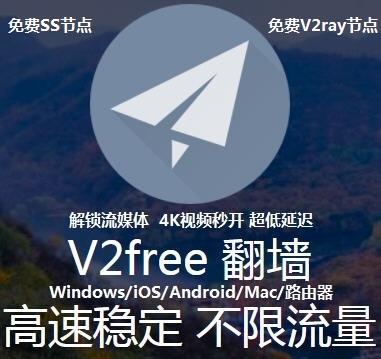 免费SS节点 免费V2ray节点
解锁流媒体 4K视频秒开 超低延迟
V2free 翻墙
Windows/iOS/Android/Mac/路由器
高速稳定 不限流量